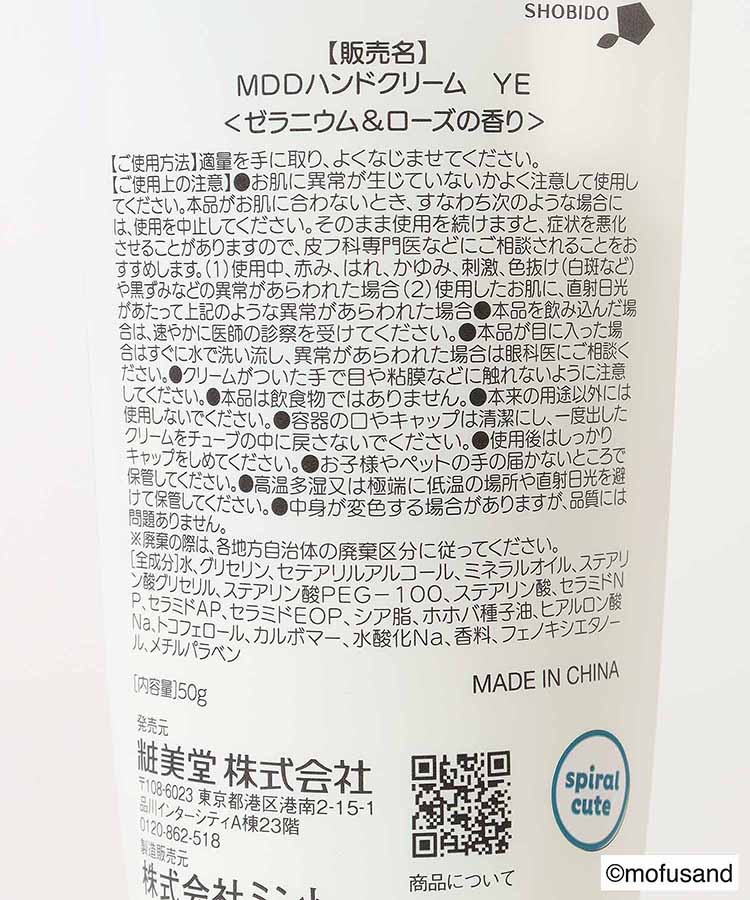 SHOBIDO
【販売名】
MDDハンドクリーム YE
<ゼラニウム&ローズの香り>
【ご使用方法】適量を手に取り、よくなじませてください。
【ご使用上の注意】●お肌に異常が生じていないかよく注意して使用し
てください。本品がお肌に合わないとき、すなわち次のような場合に
は、使用を中止してください。そのまま使用を続けますと、症状を悪化
させることがありますので、皮フ科専門医などにご相談されることをお
すすめします。(1)使用中、赤み、はれ、かゆみ、刺激、色抜け(白斑など)
や黒ずみなどの異常があらわれた場合(2)使用したお肌に、直射日光
があたって上記のような異常があらわれた場合●本品を飲み込んだ場
合は、速やかに医師の診察を受けてください。●本品が目に入った場
合はすぐに水で洗い流し、異常があらわれた場合は眼科医にご相談く
ださい。●クリームがついた手で目や粘膜などに触れないように注意
してください。●本品は飲食物ではありません。●本来の用途以外には
使用しないでください。●容器の口やキャップは清潔にし、一度出した
クリームをチューブの中に戻さないでください。●使用後はしっかり
キャップをしめてください。●お子様やペットの手の届かないところで
保管してください。●高温多湿又は極端に低温の場所や直射日光を避
けて保管してください。●中身が変色する場合がありますが、品質には
問題ありません。
※廃棄の際は、各地方自治体の廃棄区分に従ってください。
[全成分]水、グリセリン、セテアリルアルコール、ミネラルオイル、ステアリ
ン酸グリセリル、ステアリン酸PEG-100、ステアリン酸、セラミドN
P、セラミドAP、セラミドEOP、シア脂、ホホバ種子油、ヒアルロン酸
Na、トコフェロール、カルボマー、水酸化Na、香料、フェノキシエタノー
ル、メチルパラベン
[内容量]50g
MADE IN CHINA
発売元
粧美堂 株式会社
〒108-6023 東京都港区港南2-15-1
品川インターシティA棟23階
0120-862-518
製造販売元
株式会社ミント
商品について
spiral
cute
©mofusand